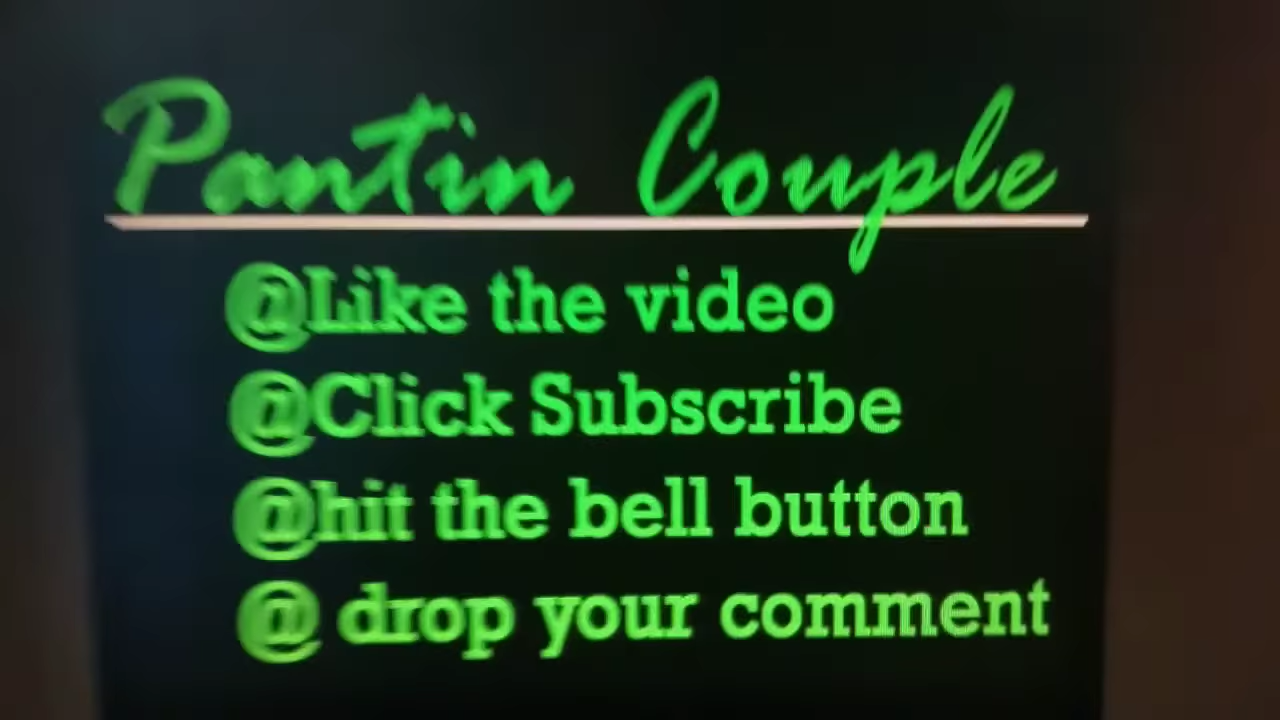 Pantin Couple
@Like the video
@Click Subscribe
@hit the bell button
@ drop your comment